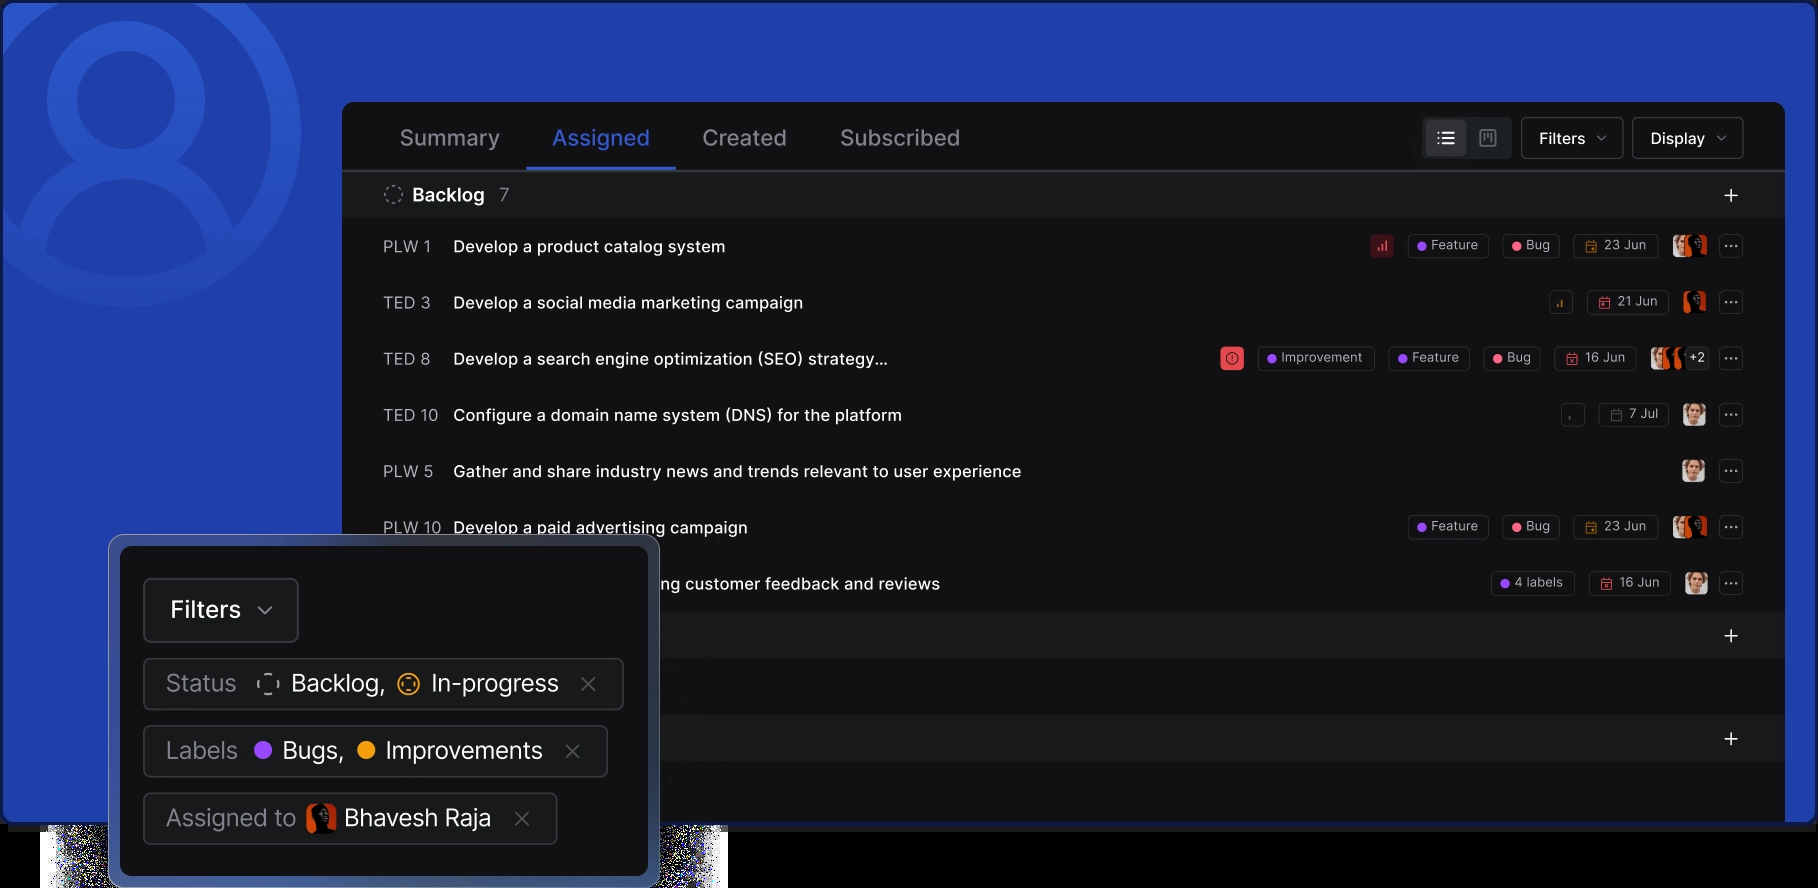 Summary Assigned Created Subscribed Filters Display
Backlog 7
PLW 1 Develop a product catalog system Feature Bug 23 Jun
TED 3 Develop a social media marketing campaign 21 Jun
TED 8 Develop a search engine optimization (SEO) strategy... Improvement Feature Bug 16 Jun +2
TED 10 Configure a domain name system (DNS) for the platform 7 Jul
PLW 5 Gather and share industry news and trends relevant to user experience
PLW 10 Develop a paid advertising campaign Feature Bug 23 Jun
ng customer feedback and reviews 4 labels 16 Jun
Filters
Status Backlog, In-progress
Labels Bugs, Improvements
Assigned to Bhavesh Raja